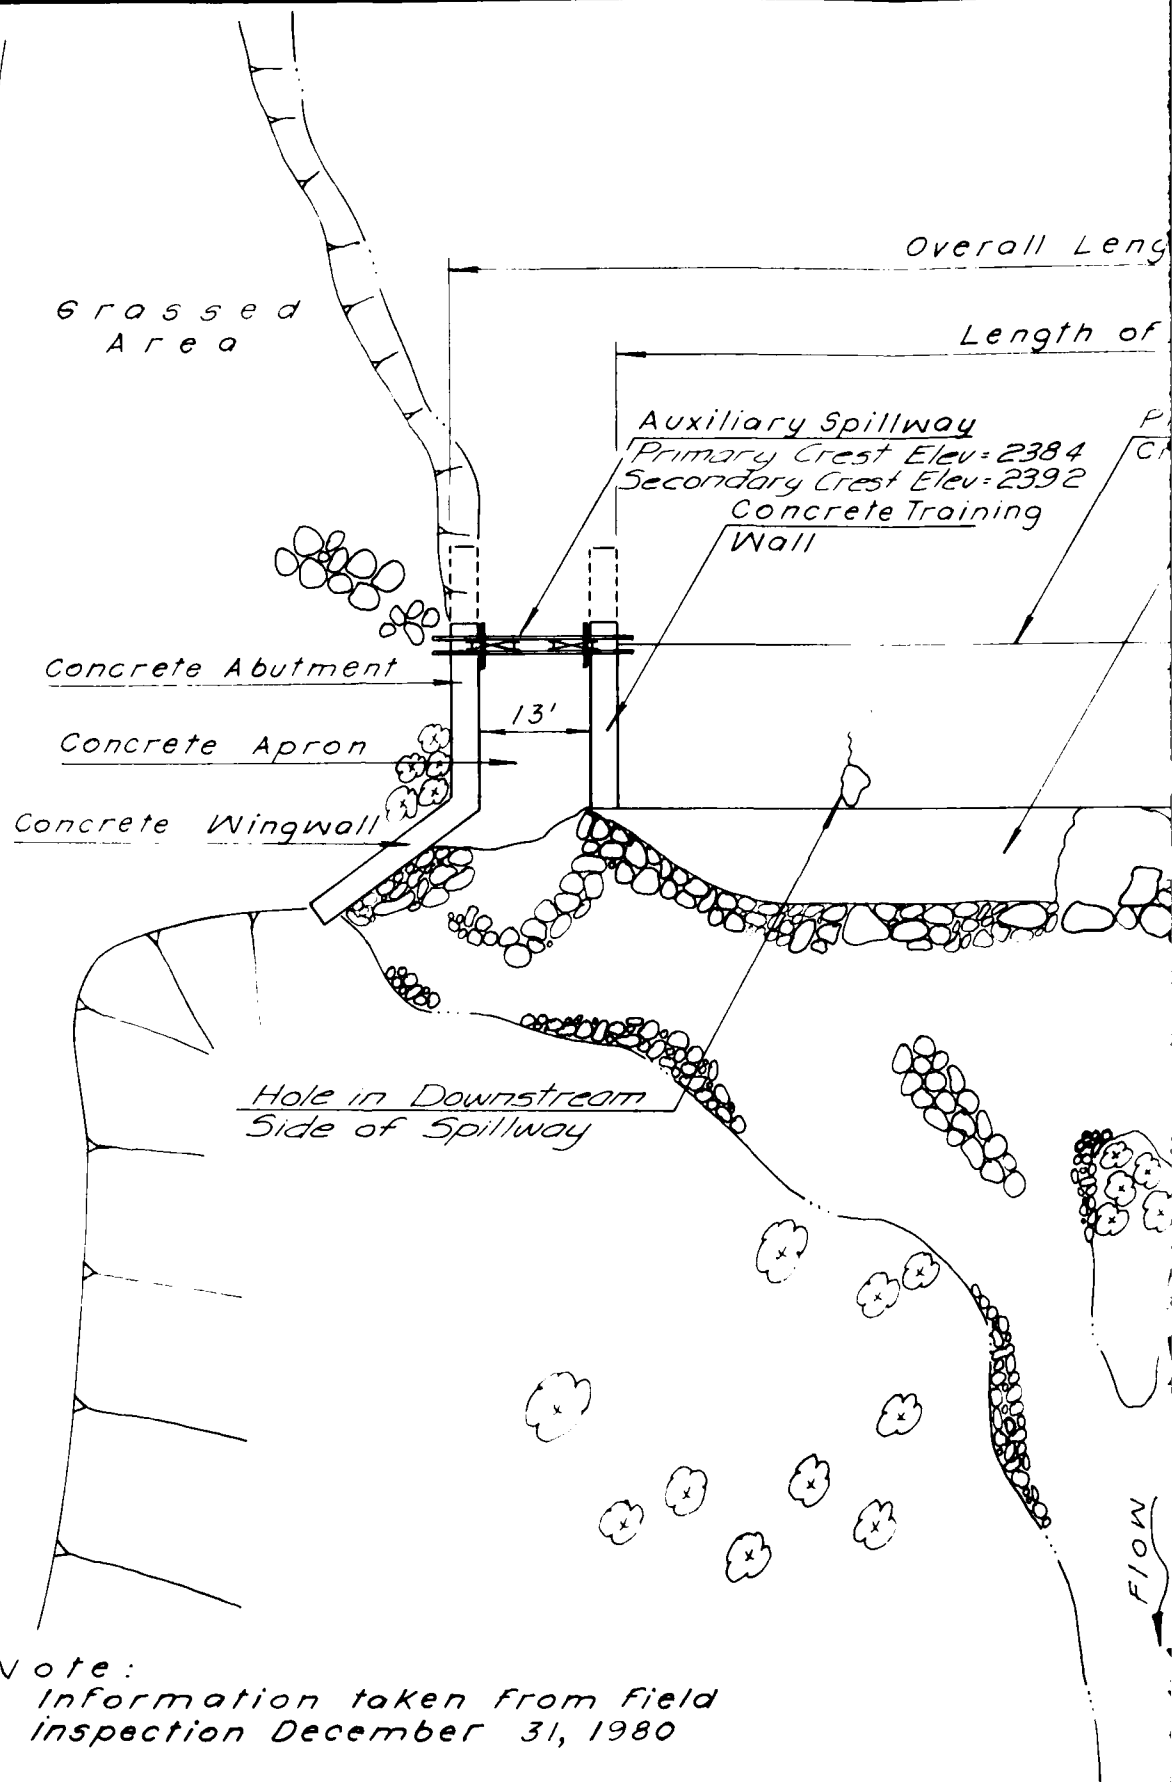 Overall Leng
Length of
Grassed
Area
Auxiliary Spillway
Primary Crest Elev=2384
Secondary Crest Elev=2392
Concrete Training
Wall
P
Cr
Concrete Abutment
13'
Concrete Apron
Concrete Wingwall
Hole in Downstream
Side of Spillway
Flow
Note:
Information taken from field
inspection December 31, 1980